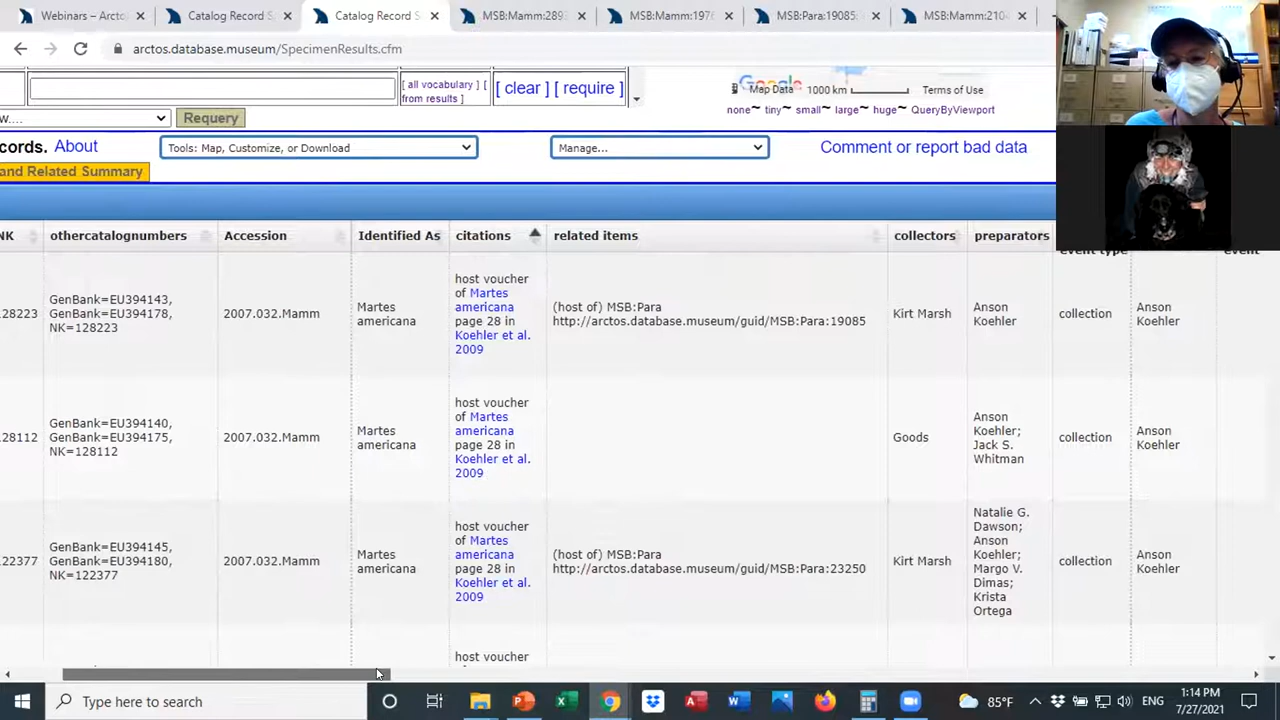 Webinars – Arcto
Catalog Record S
Catalog Record S
MSB:Mamm:289
MSB:Mamm:197
MSB:Para:19085:
MSB:Mamm:210
arctos.database.museum/SpecimenResults.cfm
[ all vocabulary ] [
from results ]
[ clear ] [ require ]
Google
Map Data 1000 km Terms of Use
none~ tiny~ small~ large~ huge~ QueryByViewport
Requery
cords. About
Tools: Map, Customize, or Download
Manage...
Comment or report bad data
and Related Summary
NK
othercatalognumbers
Accession
Identified As
citations
related items
collectors
preparators
event type
event
28223
GenBank=EU394143,
GenBank=EU394178,
NK=128223
2007.032.Mamm
Martes
americana
host voucher
of Martes
americana
page 28 in
Koehler et al.
2009
(host of) MSB:Para
http://arctos.database.museum/guid/MSB:Para:19085
Kirt Marsh
Anson
Koehler
collection
Anson
Koehler
28112
GenBank=EU394140,
GenBank=EU394175,
NK=128112
2007.032.Mamm
Martes
americana
host voucher
of Martes
americana
page 28 in
Koehler et al.
2009
Goods
Anson
Koehler;
Jack S.
Whitman
collection
Anson
Koehler
22377
GenBank=EU394145,
GenBank=EU394180,
NK=122377
2007.032.Mamm
Martes
americana
host voucher
of Martes
americana
page 28 in
Koehler et al.
2009
(host of) MSB:Para
http://arctos.database.museum/guid/MSB:Para:23250
Kirt Marsh
Natalie G.
Dawson;
Anson
Koehler;
Margo V.
Dimas;
Krista
Ortega
collection
Anson
Koehler
host voucher
Type here to search
85°F
ENG
1:14 PM
7/27/2021